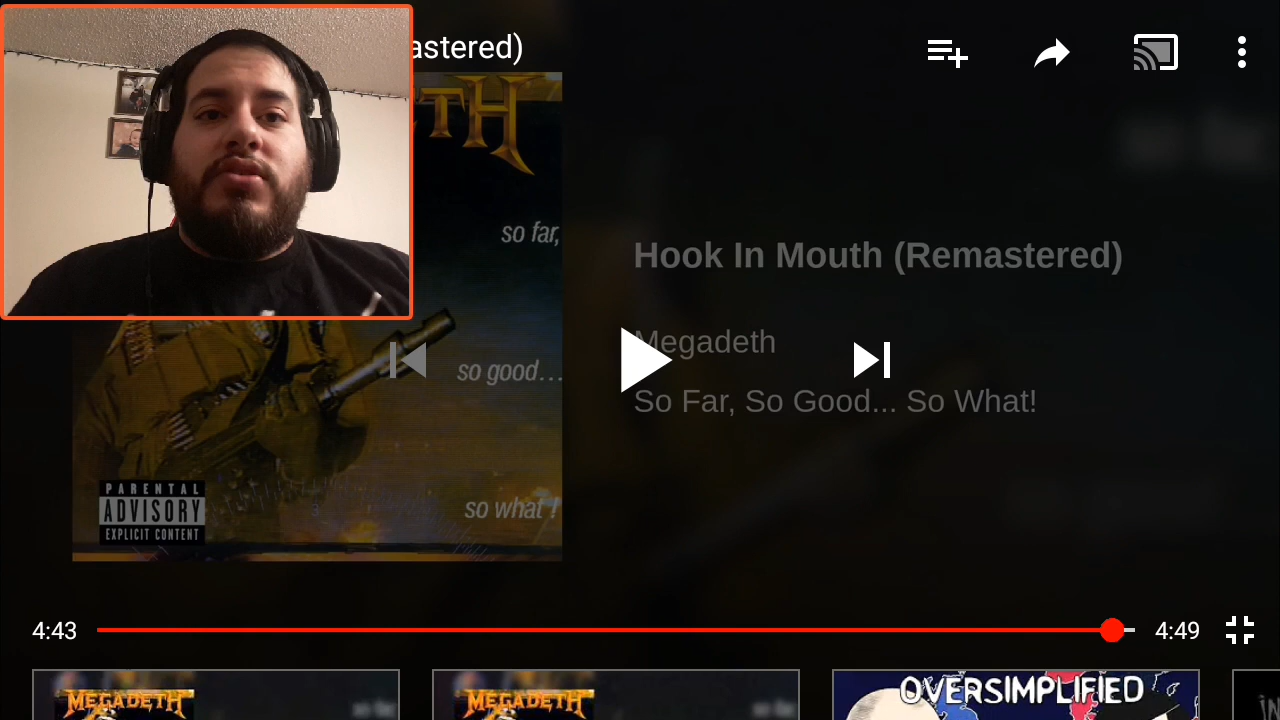 astered)
ETH
so far,
so good...
so what !
PARENTAL
ADVISORY
EXPLICIT CONTENT
Hook In Mouth (Remastered)
Megadeth
So Far, So Good... So What!
4:43
4:49
MEGADETH
MEGADETH
OVERSIMPLIFIED